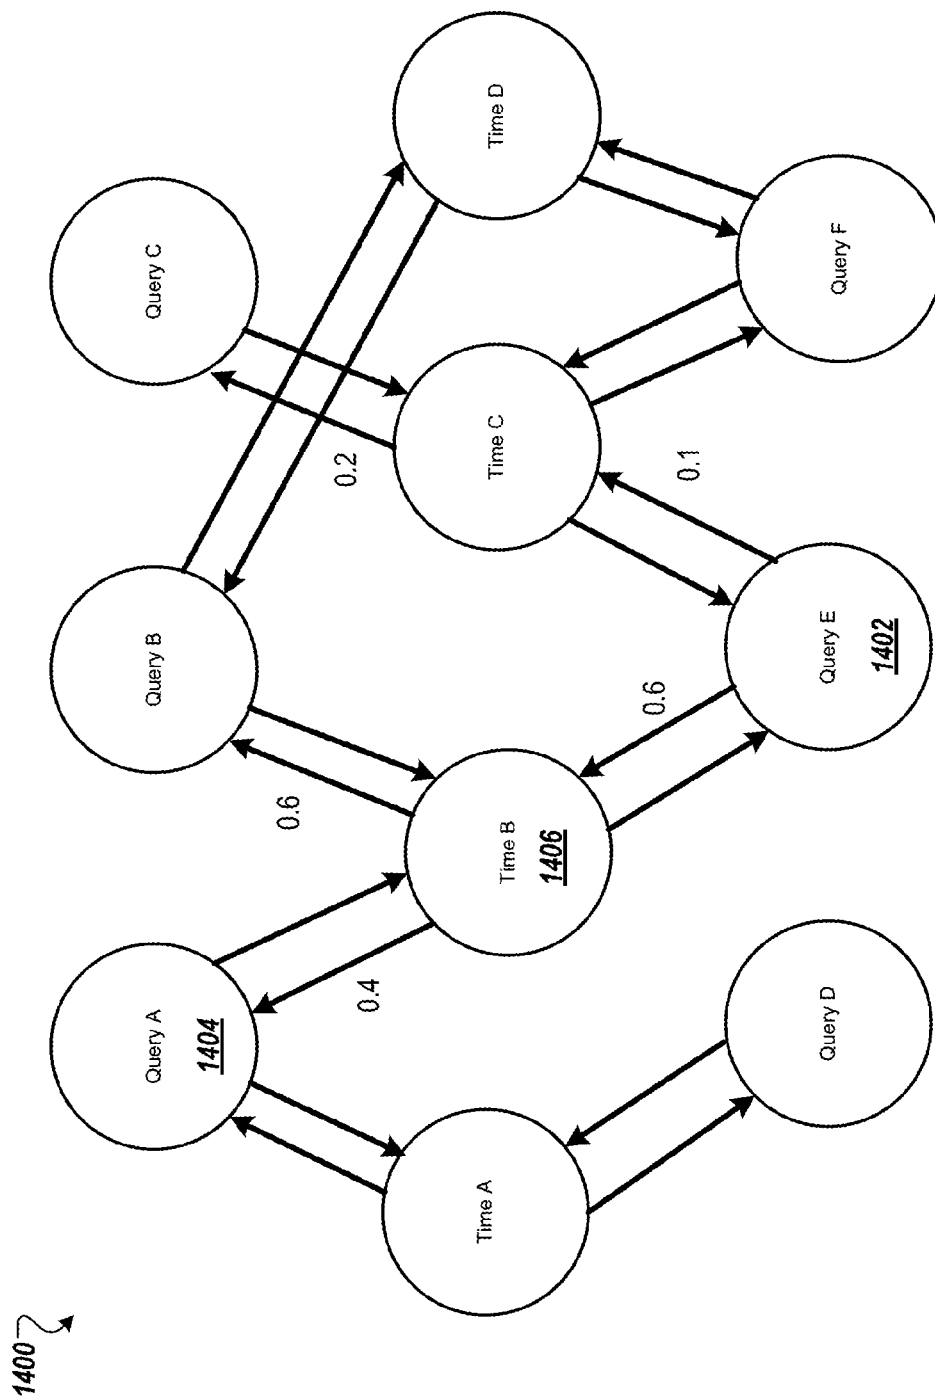 1400
Query A
1404
Query B
Query C
0.4
0.6
0.2
Time A
Time B
1406
Time C
Time D
0.6
0.1
Query D
Query E
1402
Query F